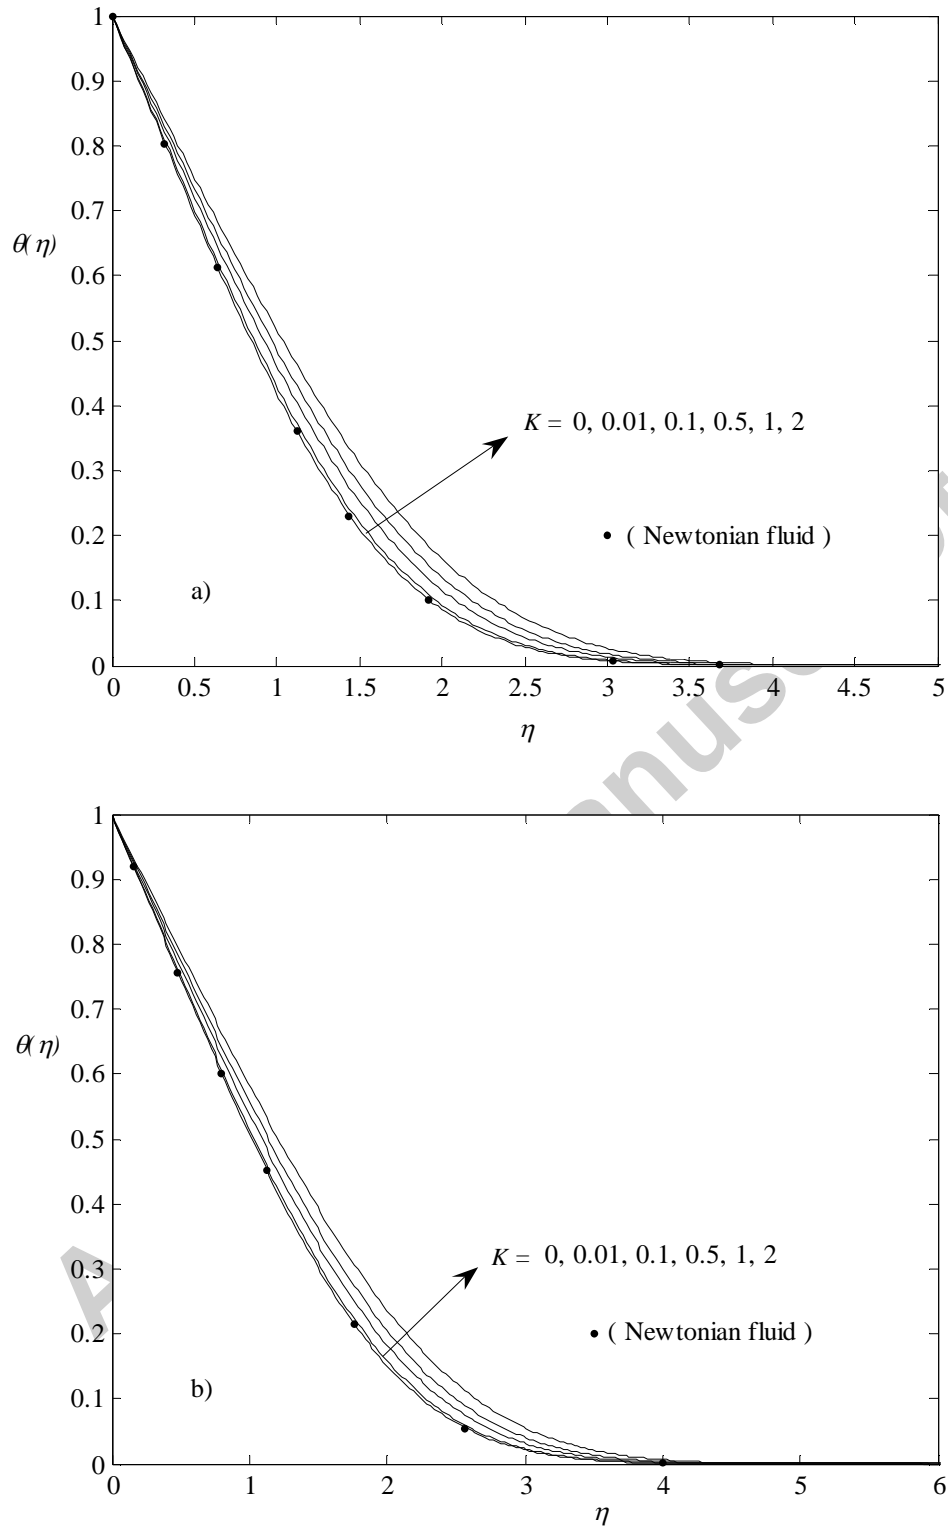 1
0.9
0.8
0.7
θ(η)
0.6
0.5
0.4
K = 0, 0.01, 0.1, 0.5, 1, 2
0.3
0.2
• ( Newtonian fluid )
a)
0.1
0
0 0.5 1 1.5 2 2.5 3 3.5 4 4.5 5
η
1
0.9
0.8
0.7
θ(η)
0.6
0.5
0.4
K = 0, 0.01, 0.1, 0.5, 1, 2
0.3
0.2
• ( Newtonian fluid )
b)
0.1
0
0 1 2 3 4 5 6
η